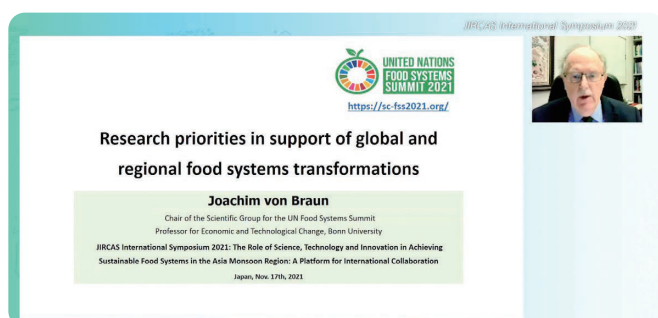 JIRCAS International Symposium 2021
UNITED NATIONS
FOOD SYSTEMS
SUMMIT 2021
https://sc-fss2021.org/
Research priorities in support of global and
regional food systems transformations
Joachim von Braun
Chair of the Scientific Group for the UN Food Systems Summit
Professor for Economic and Technological Change, Bonn University
JIRCAS International Symposium 2021: The Role of Science, Technology and Innovation in Achieving
Sustainable Food Systems in the Asia Monsoon Region: A Platform for International Collaboration
Japan, Nov. 17th, 2021